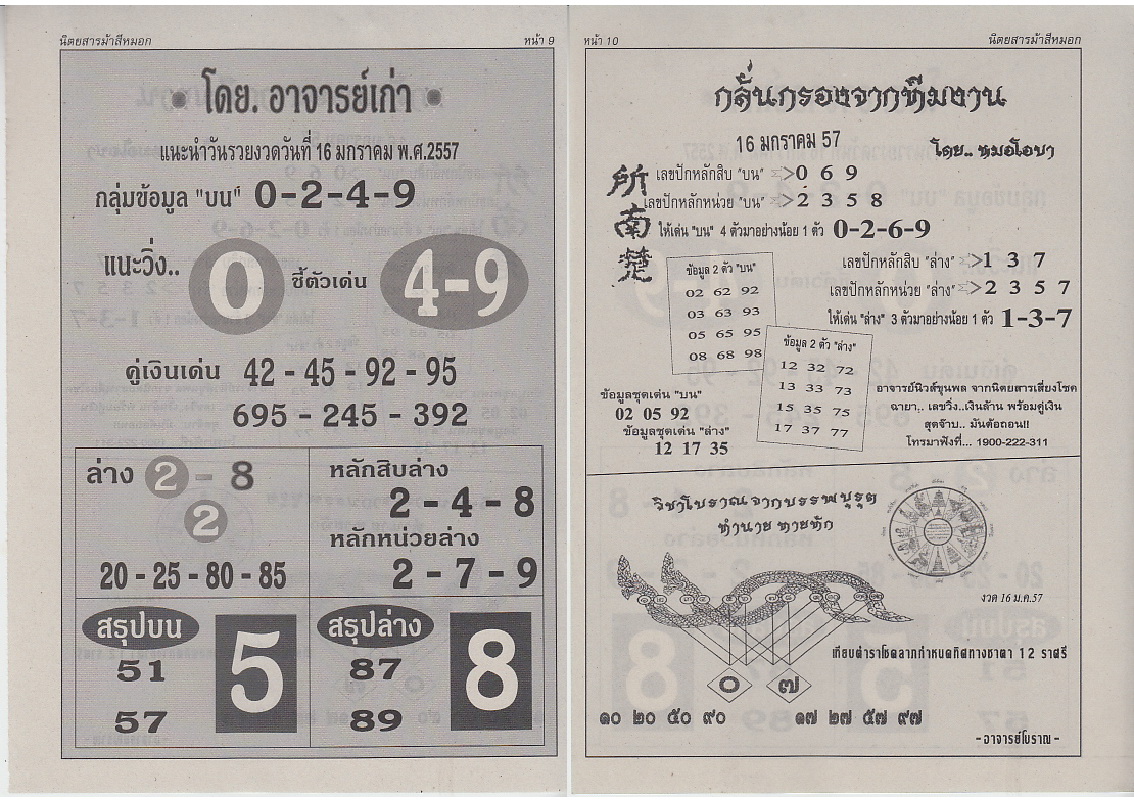 นิตยสารม้าสีหมอก
หน้า 9
โดย. อาจารย์เก่า
แนะนำวันรวยงวดวันที่ 16 มกราคม พ.ศ.2557
กลุ่มข้อมูล "บน" 0-2-4-9
แนะวิ่ง.. 0 ชี้ตัวเด่น 4-9
คู่เงินเด่น 42 - 45 - 92 - 95
695 - 245 - 392
ล่าง 2 - 8
2
20 - 25 - 80 - 85
หลักสิบล่าง
2 - 4 - 8
หลักหน่วยล่าง
2 - 7 - 9
สรุปบน
51
57
5
สรุปล่าง
87
89
8
หน้า 10
นิตยสารม้าสีหมอก
กลั่นกรองจากทีมงาน
16 มกราคม 57
โดย.. หมอโอบา
所南楚
เลขปักหลักสิบ "บน" 0 6 9
เลขปักหลักหน่วย "บน" 2 3 5 8
ให้เด่น "บน" 4 ตัวมาอย่างน้อย 1 ตัว 0-2-6-9
เลขปักหลักสิบ "ล่าง" 1 3 7
เลขปักหลักหน่วย "ล่าง" 2 3 5 7
ให้เด่น "ล่าง" 3 ตัวมาอย่างน้อย 1 ตัว 1-3-7
ข้อมูล 2 ตัว "บน"
02 62 92
03 63 93
05 65 95
08 68 98
ข้อมูล 2 ตัว "ล่าง"
12 32 72
13 33 73
15 35 75
17 37 77
ข้อมูลชุดเด่น "บน"
02 05 92
ข้อมูลชุดเด่น "ล่าง"
12 17 35
อาจารย์นิวส์ขุนพล จากนิตยสารเสี่ยงโชค
ฉายา,. เลขวิ่ง..เงินล้าน พร้อมคู่เงิน
สุดจ๊าบ.. มันต้อถอน!!
โทรมาฟังที่... 1900-222-311
วิชาโบราณจากบรรพบุรุษ
ทำนาย ทายทัก
งวด 16 ม.ค.57
เทียบตำราโชคลาภกำหนดทิศทางชาตา 12 ราศรี
๐ ๗
๑๐ ๒๐ ๕๐ ๙๐
๑๗ ๒๗ ๕๗ ๙๗
-อาจารย์โบราณ-